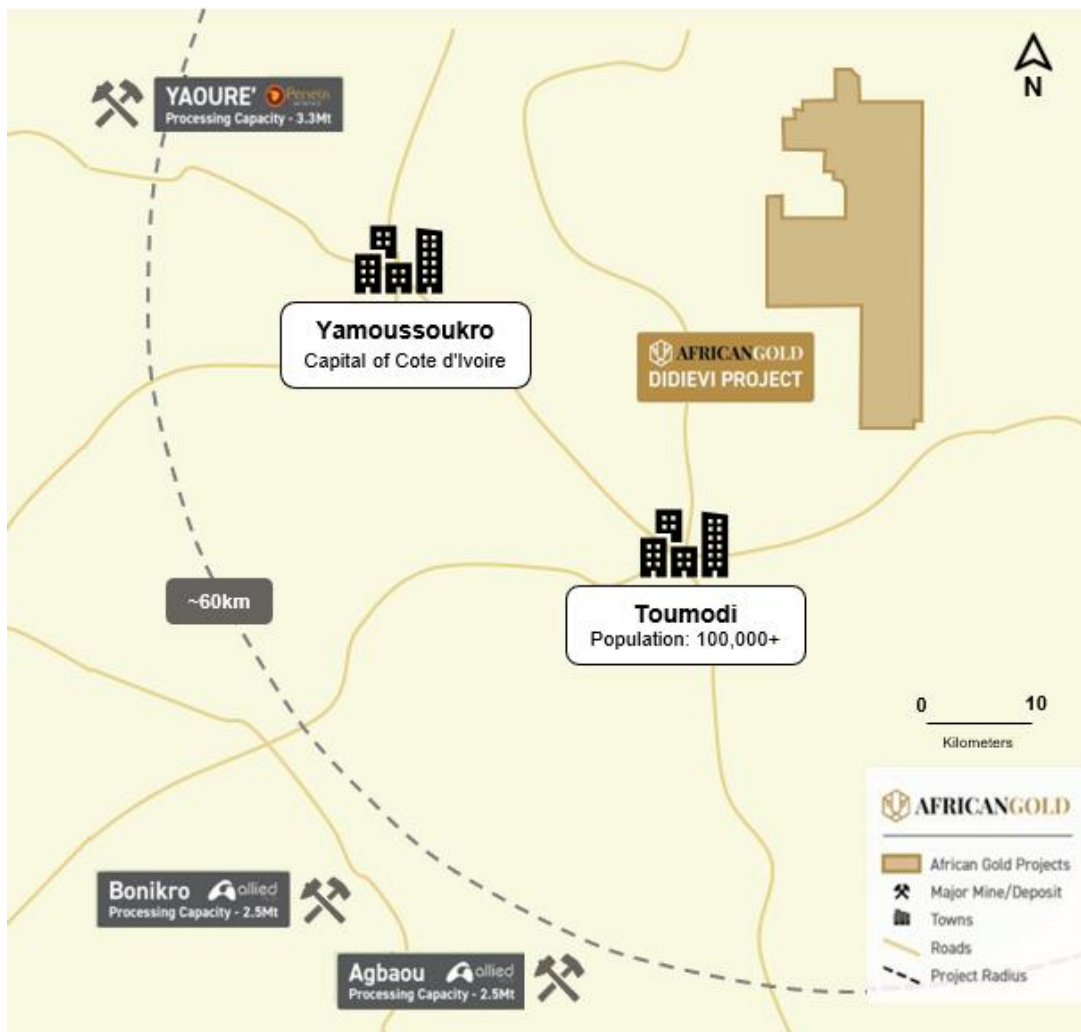 N
YAOURE' Perseus
Processing Capacity - 3.3Mt
Yamoussoukro
Capital of Cote d'Ivoire
AFRICANGOLD
DIDIEVI PROJECT
~60km
Toumodi
Population: 100,000+
0 10
Kilometers
Bonikro allied
Processing Capacity - 2.5Mt
Agbaou allied
Processing Capacity - 2.5Mt
AFRICANGOLD
African Gold Projects
Major Mine/Deposit
Towns
Roads
Project Radius